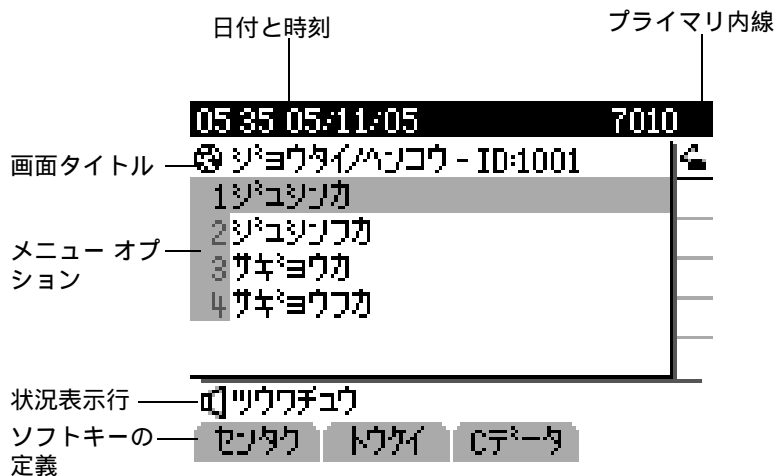 日付と時刻
プライマリ内線
05 35 05/11/05 7010
画面タイトル
ジョウタイノヘンコウ - ID:1001
1 ジュシンカ
2 ジュシンフカ
メニュー オプ
ション
3 サギョウカ
4 サギョウフカ
状況表示行
ツウワチュウ
ソフトキーの
定義
センタク トウケイ Cデータ